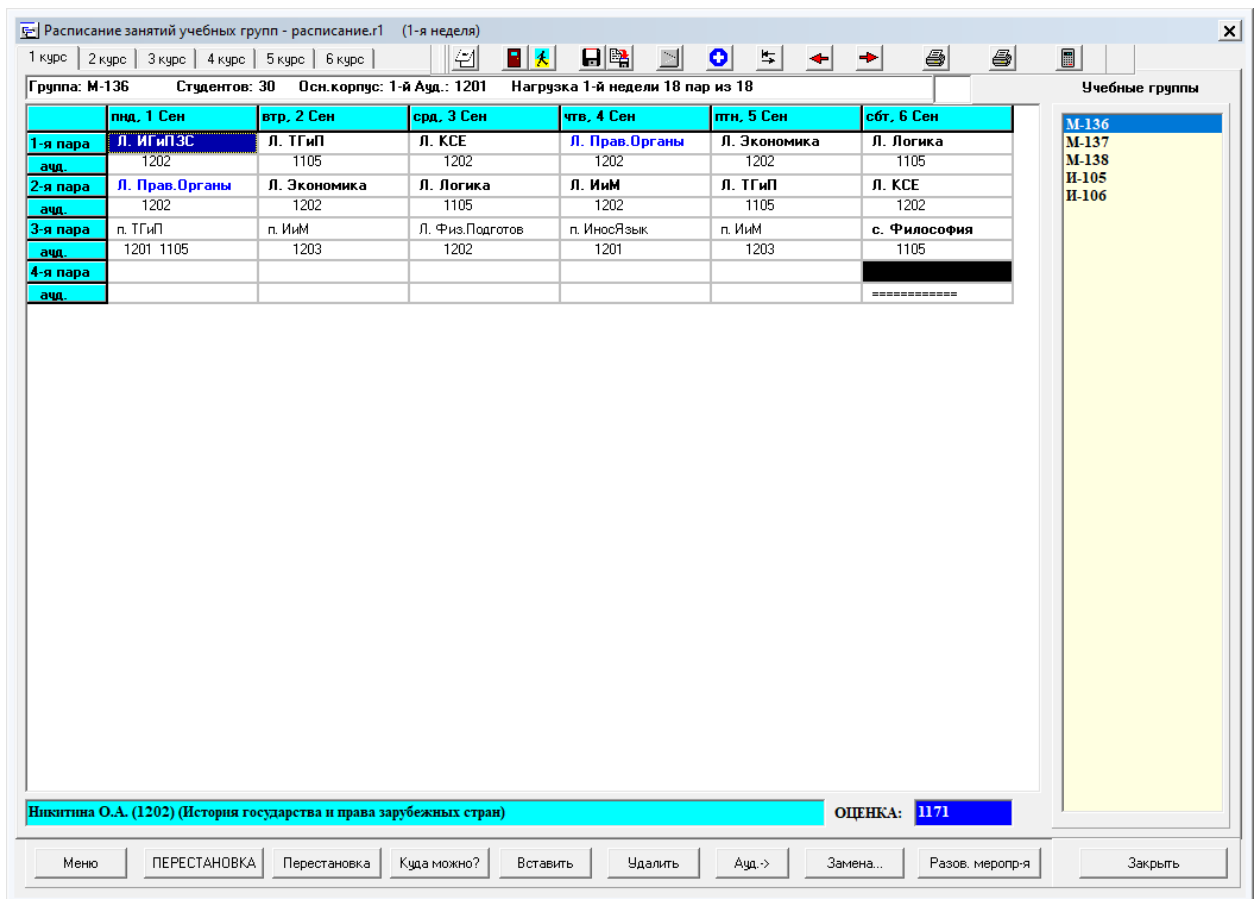 Расписание занятий учебных групп - расписание.r1 (1-я неделя)
1 курс 2 курс 3 курс 4 курс 5 курс 6 курс
Группа: М-136 Студентов: 30 Осн.корпус: 1-й Ауд.: 1201 Нагрузка 1-й недели 18 пар из 18
Учебные группы
пнд, 1 Сен втр, 2 Сен срд, 3 Сен чтв, 4 Сен птн, 5 Сен сбт, 6 Сен
1-я пара Л. ИГиПЗС Л. ТГиП Л. КСЕ Л. Прав.Органы Л. Экономика Л. Логика
ауд. 1202 1105 1202 1202 1202 1105
2-я пара Л. Прав.Органы Л. Экономика Л. Логика Л. ИиМ Л. ТГиП Л. КСЕ
ауд. 1202 1202 1105 1202 1105 1202
3-я пара п. ТГиП п. ИиМ Л. Физ.Подготов п. ИносЯзык п. ИиМ с. Философия
ауд. 1201 1105 1203 1202 1201 1203 1105
4-я пара
ауд. ============
М-136
М-137
М-138
И-105
И-106
Никитина О.А. (1202) (История государства и права зарубежных стран) ОЦЕНКА: 1171
Меню ПЕРЕСТАНОВКА Перестановка Куда можно? Вставить Удалить Ауд.-> Замена... Разов. меропр-я Закрыть